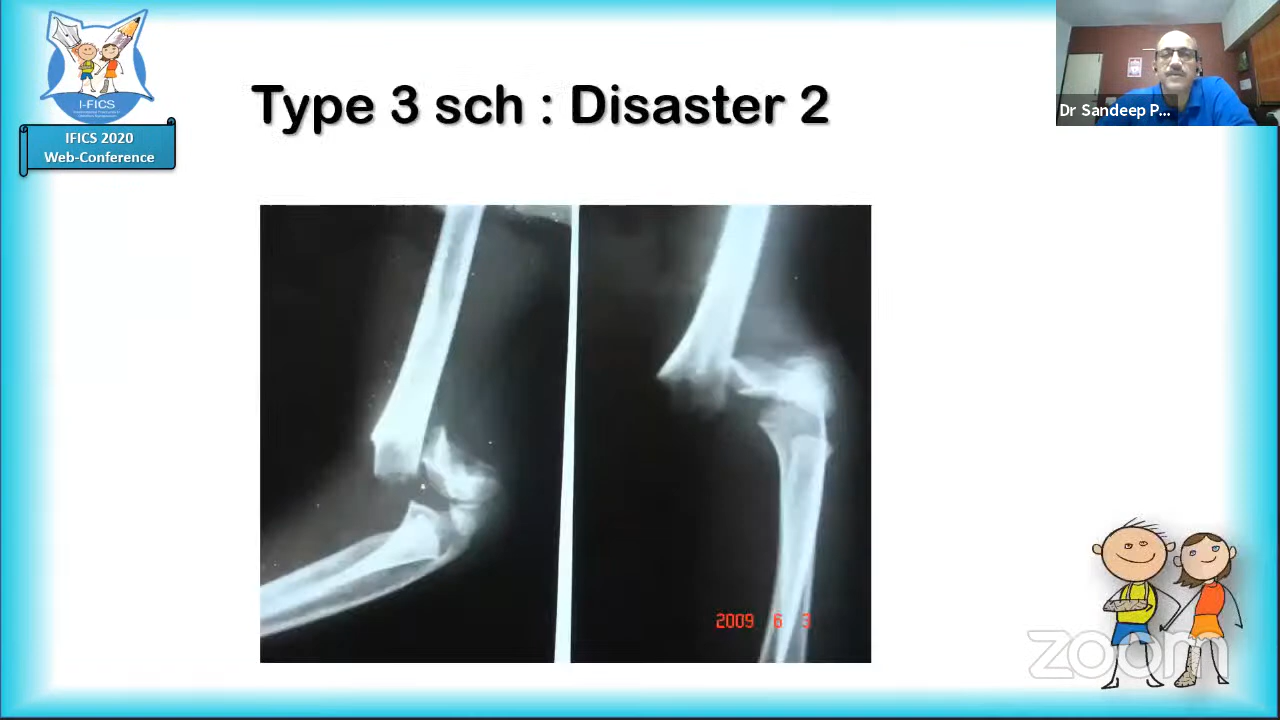 I-FICS
IFICS 2020
Web-Conference
Type 3 sch : Disaster 2
Dr Sandeep P...
2009 6 3
zoom